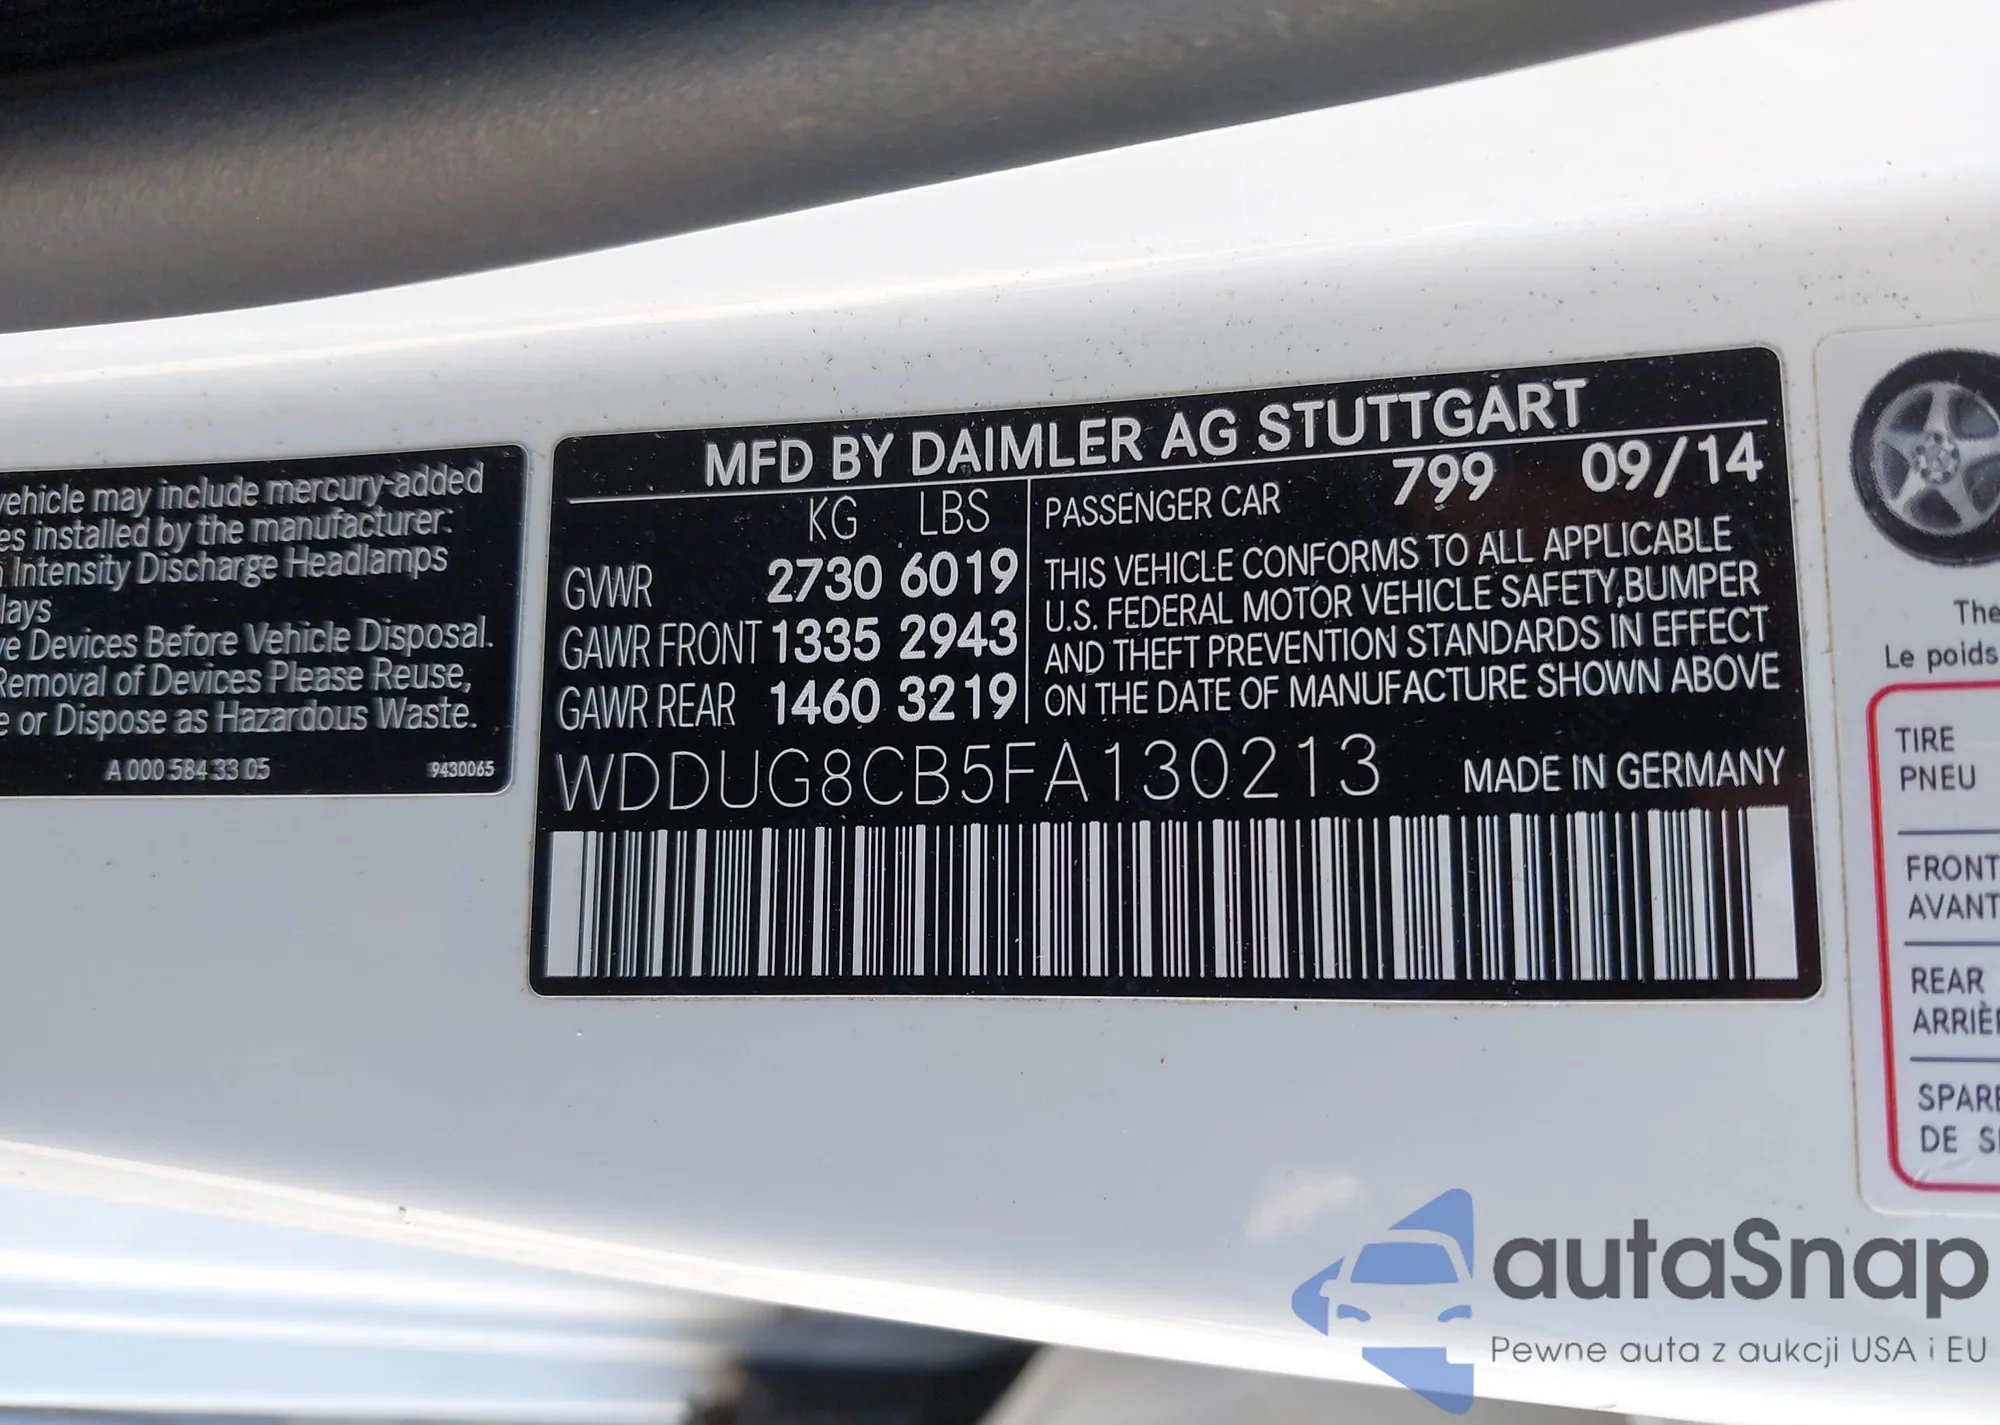 vehicle may include mercury-added
es installed by the manufacturer:
Intensity Discharge Headlamps
lays
ve Devices Before Vehicle Disposal.
Removal of Devices Please Reuse,
e or Dispose as Hazardous Waste.
A 000 584 33 05 9430065
MFD BY DAIMLER AG STUTTGART
KG LBS
GVWR 2730 6019
GAWR FRONT 1335 2943
GAWR REAR 1460 3219
PASSENGER CAR 799 09/14
THIS VEHICLE CONFORMS TO ALL APPLICABLE
U.S. FEDERAL MOTOR VEHICLE SAFETY,BUMPER
AND THEFT PREVENTION STANDARDS IN EFFECT
ON THE DATE OF MANUFACTURE SHOWN ABOVE
WDDUG8CB5FA130213 MADE IN GERMANY
The
Le poids
TIRE
PNEU
FRONT
AVANT
REAR
ARRIÈR
SPARE
DE S
autaSnap
Pewne auta z aukcji USA i EU